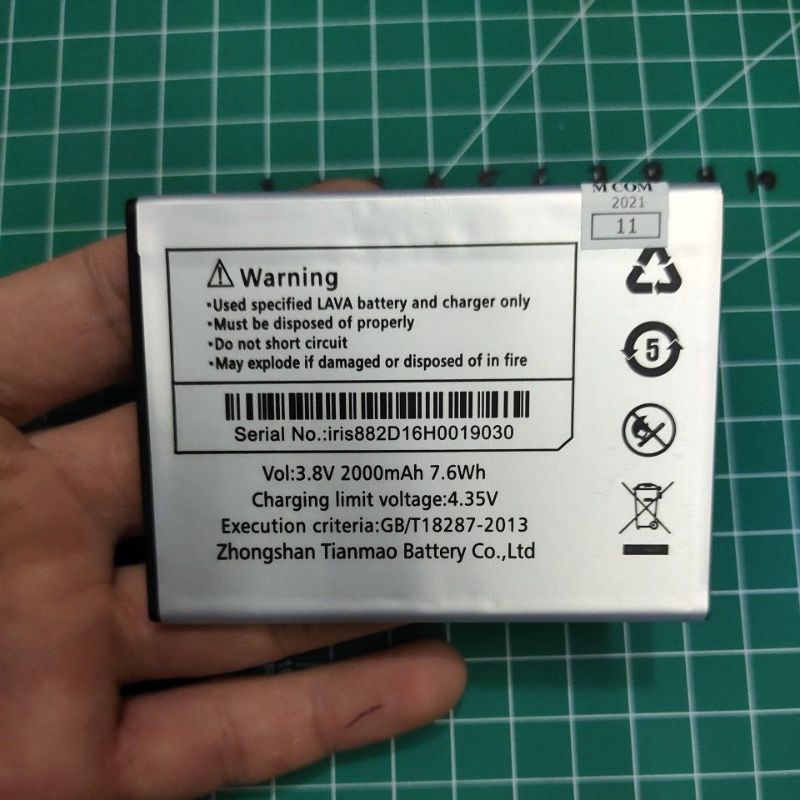 M COM
2021
11
Warning
•Used specified LAVA battery and charger only
•Must be disposed of properly
•Do not short circuit
•May explode if damaged or disposed of in fire
Serial No.:iris882D16H0019030
5
Vol:3.8V 2000mAh 7.6Wh
Charging limit voltage:4.35V
Execution criteria:GB/T18287-2013
Zhongshan Tianmao Battery Co.,Ltd